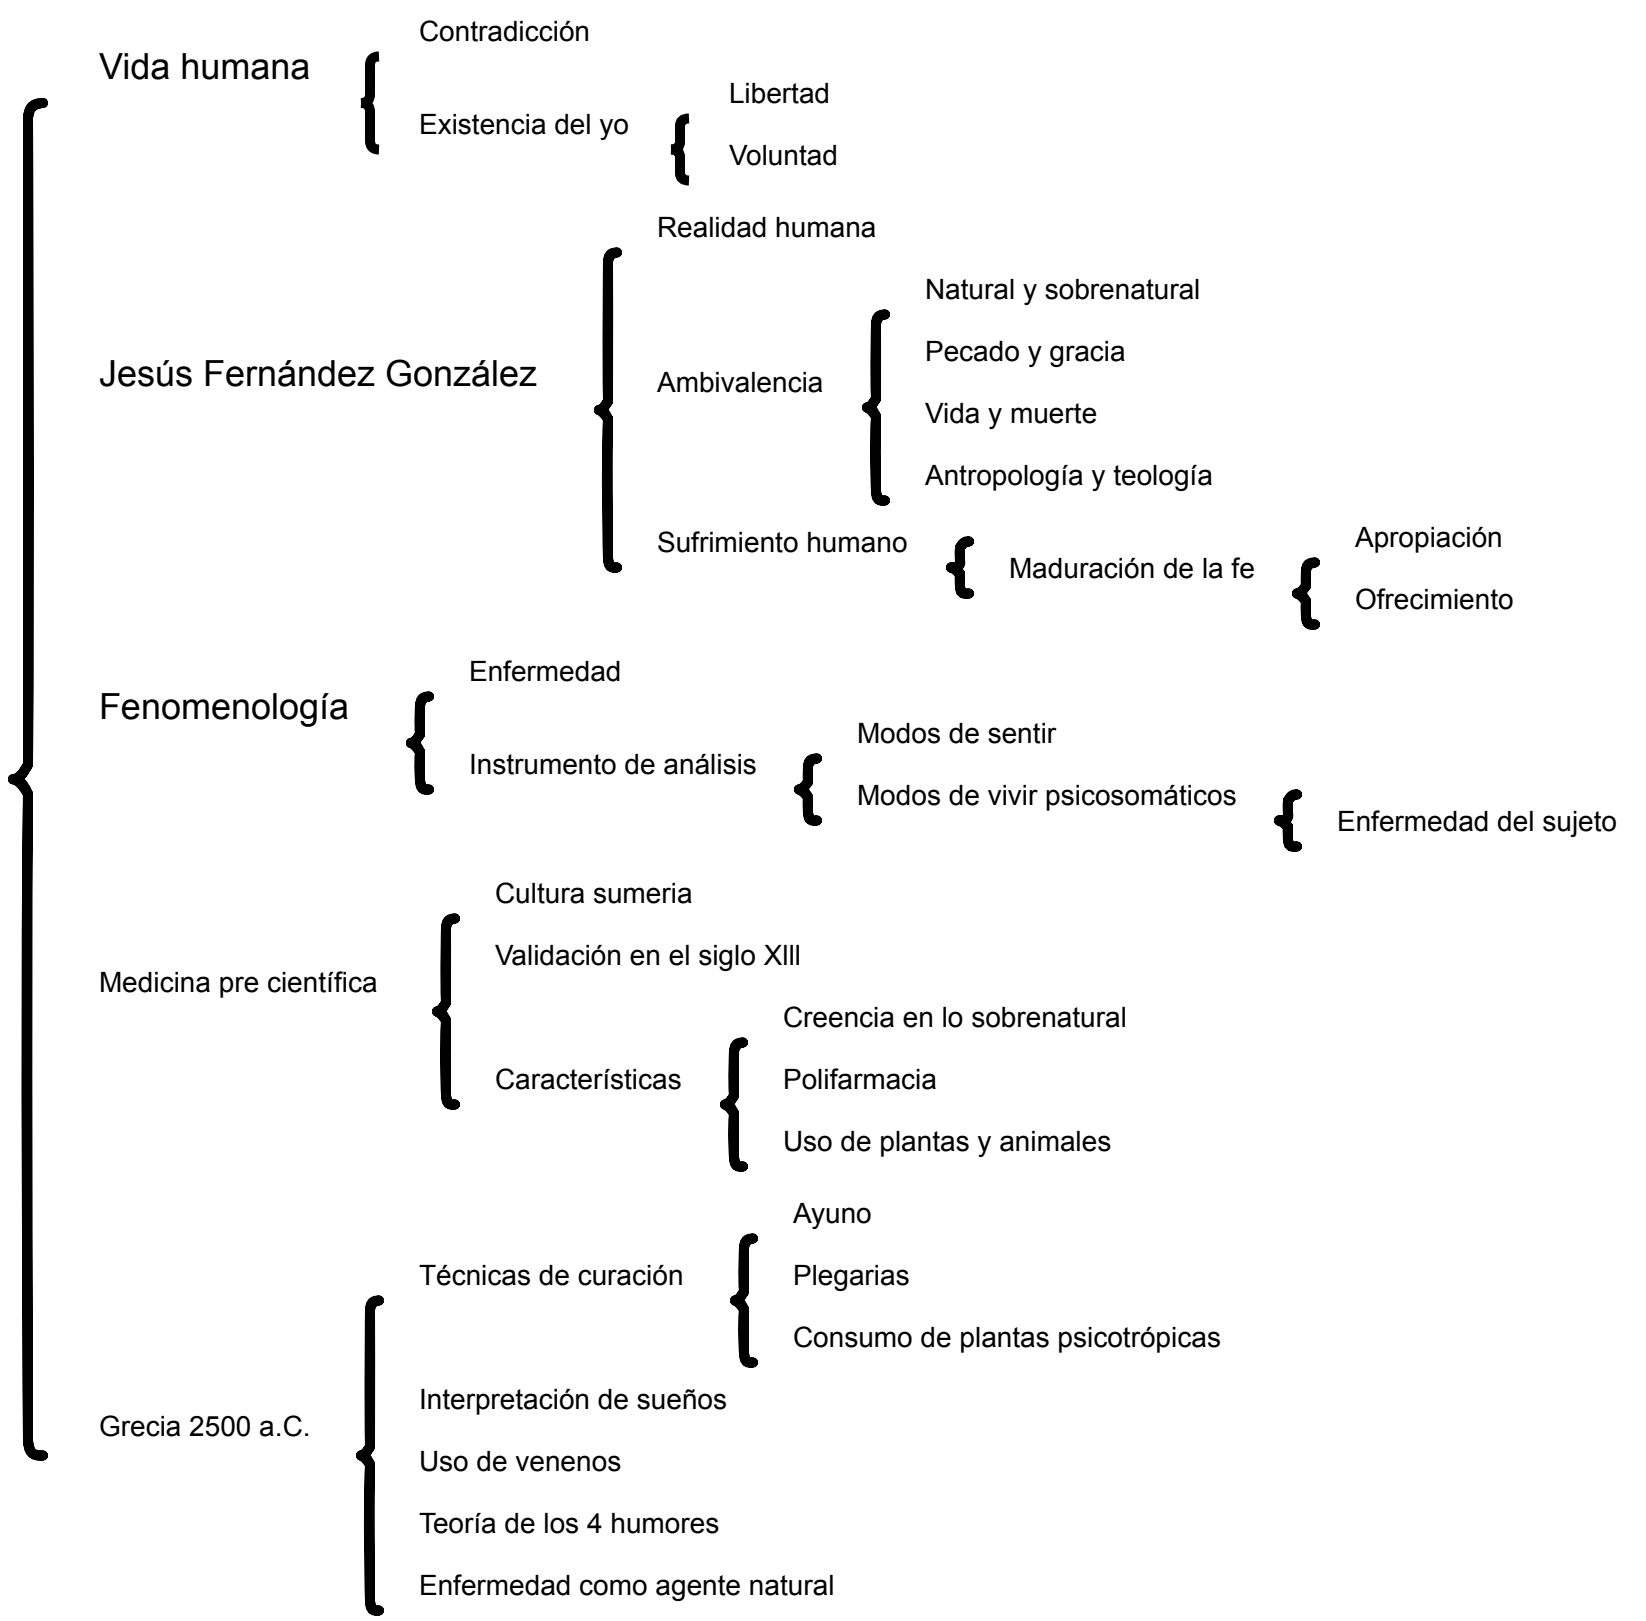 Vida humana
Contradicción
Existencia del yo
Libertad
Voluntad
Jesús Fernández González
Realidad humana
Ambivalencia
Natural y sobrenatural
Pecado y gracia
Vida y muerte
Antropología y teología
Sufrimiento humano
Maduración de la fe
Apropiación
Ofrecimiento
Fenomenología
Enfermedad
Instrumento de análisis
Modos de sentir
Modos de vivir psicosomáticos
Enfermedad del sujeto
Medicina pre científica
Cultura sumeria
Validación en el siglo Xlll
Características
Creencia en lo sobrenatural
Polifarmacia
Uso de plantas y animales
Grecia 2500 a.C.
Técnicas de curación
Ayuno
Plegarias
Consumo de plantas psicotrópicas
Interpretación de sueños
Uso de venenos
Teoría de los 4 humores
Enfermedad como agente natural